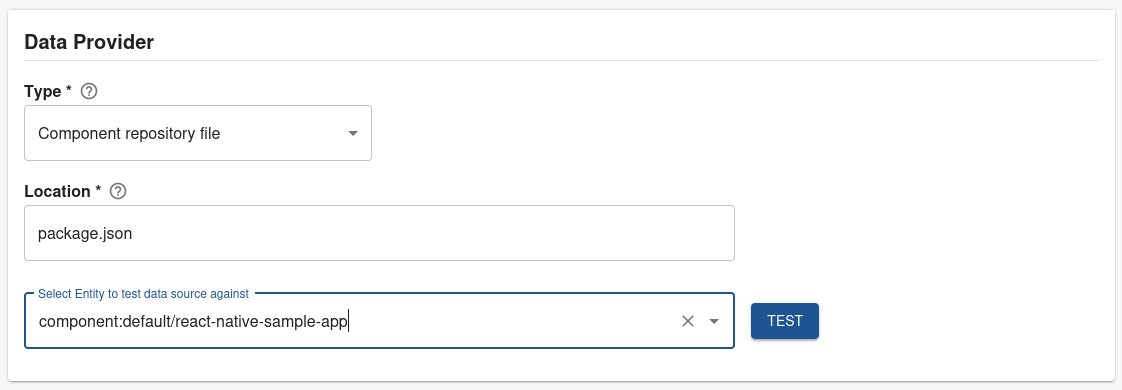 Data Provider
Type *
Component repository file
Location *
package.json
Select Entity to test data source against
component:default/react-native-sample-app
TEST